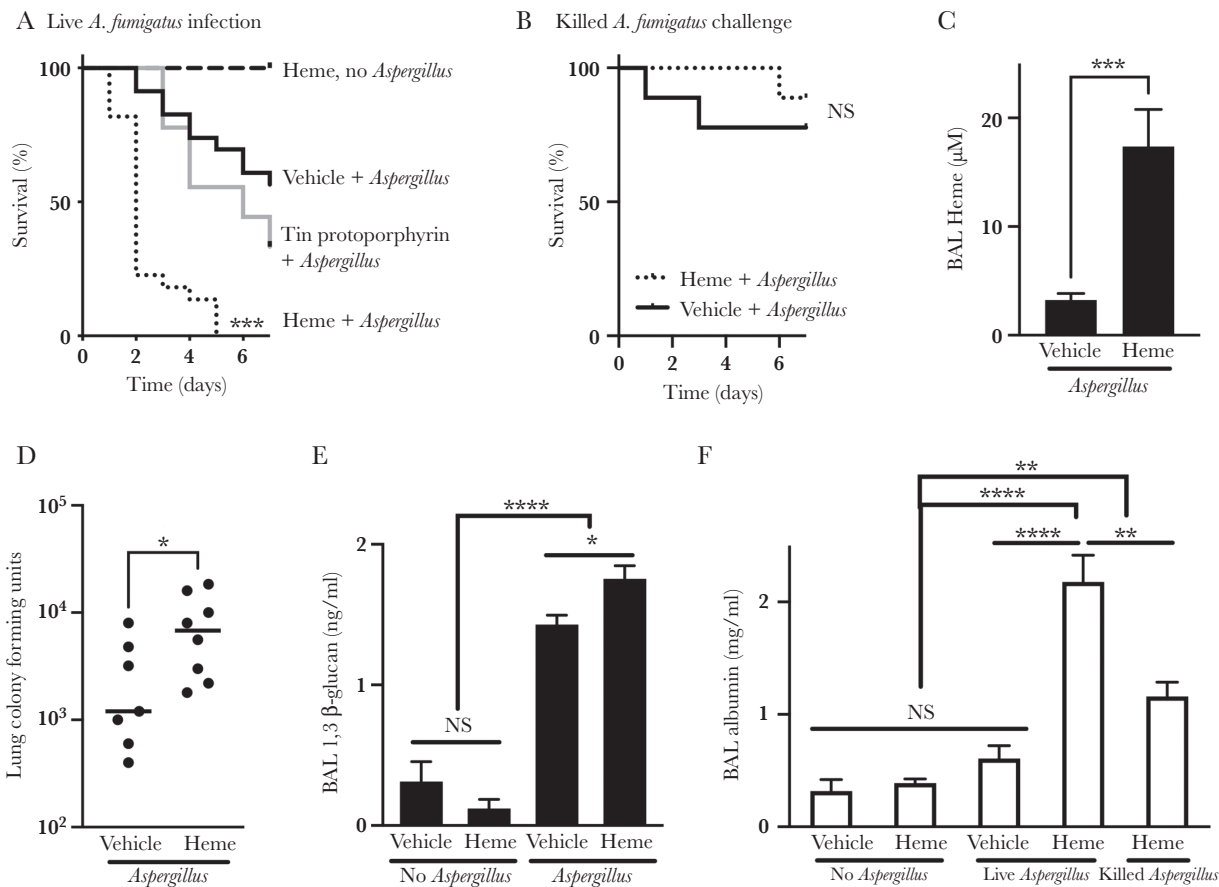 A Live A. fumigatus infection
100
50
0
Survival (%)
0 2 4 6
Time (days)
Heme, no Aspergillus
Vehicle + Aspergillus
Tin protoporphyrin
+ Aspergillus
***
Heme + Aspergillus
B Killed A. fumigatus challenge
100
50
0
Survival (%)
0 2 4 6
Time (days)
NS
Heme + Aspergillus
Vehicle + Aspergillus
C
***
20
10
0
BAL Heme (μM)
Vehicle Heme
Aspergillus
D
10⁵
10⁴
10³
10²
Lung colony forming units
*
Vehicle Heme
Aspergillus
E
2
1
0
BAL 1,3 β-glucan (ng/ml)
****
*
NS
Vehicle Heme Vehicle Heme
No Aspergillus Aspergillus
F
2
1
0
BAL albumin (mg/ml)
**
****
**** **
NS
Vehicle Heme Vehicle Heme Heme
No Aspergillus Live Aspergillus Killed Aspergillus